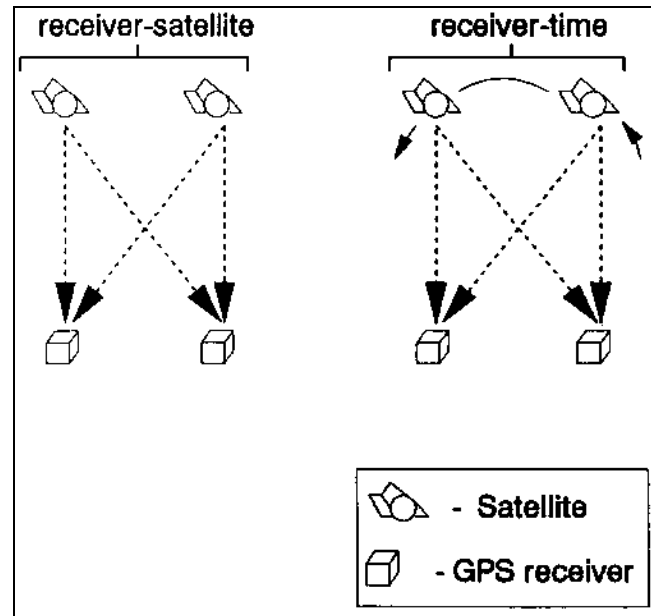 receiver-satellite
receiver-time
- Satellite
- GPS receiver